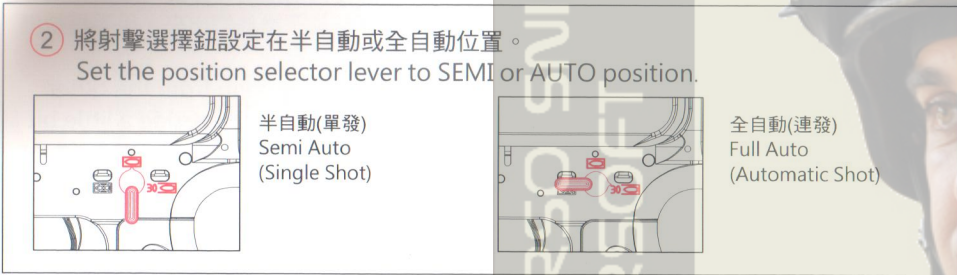 ② 將射擊選擇鈕設定在半自動或全自動位置。
Set the position selector lever to SEMI or AUTO position.
半自動(單發)
Semi Auto
(Single Shot)
30
全自動(連發)
Full Auto
(Automatic Shot)
30